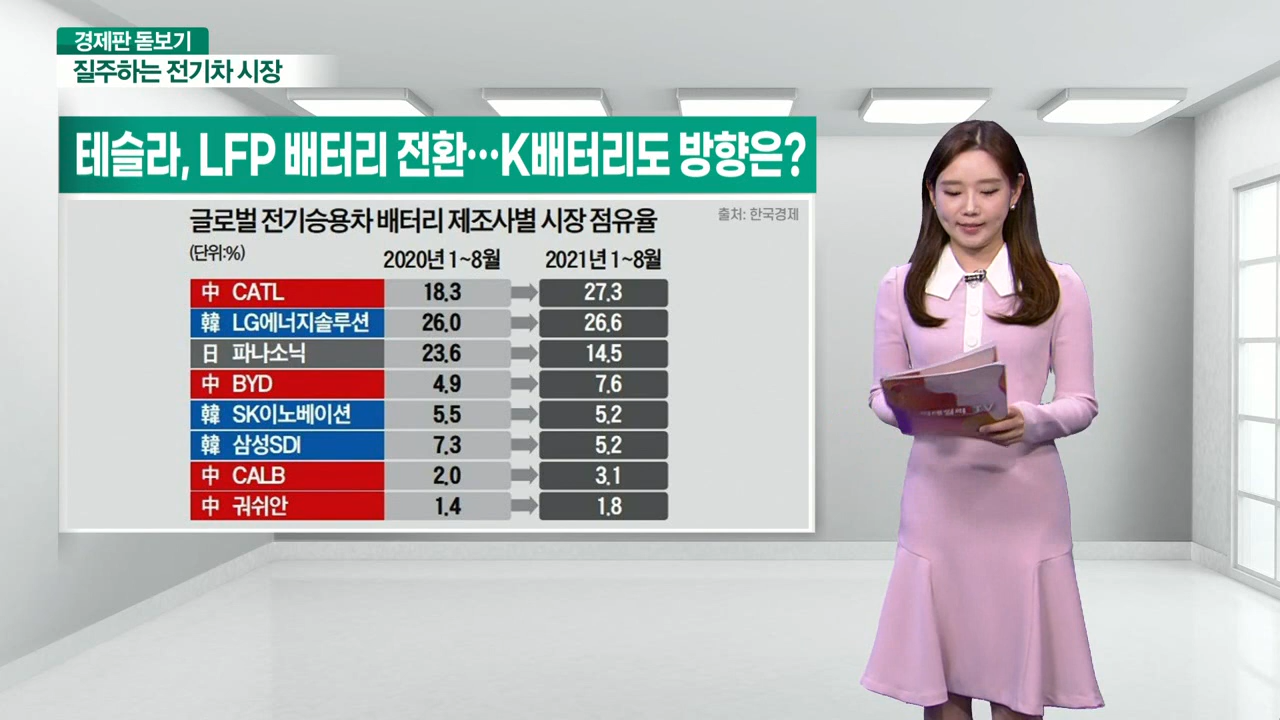 경제판 돋보기
질주하는 전기차 시장
테슬라, LFP 배터리 전환…K배터리도 방향은?
글로벌 전기승용차 배터리 제조사별 시장 점유율
출처: 한국경제
(단위:%)
2020년 1~8월 2021년 1~8월
中 CATL 18.3 27.3
韓 LG에너지솔루션 26.0 26.6
日 파나소닉 23.6 14.5
中 BYD 4.9 7.6
韓 SK이노베이션 5.5 5.2
韓 삼성SDI 7.3 5.2
中 CALB 2.0 3.1
中 궈쉬안 1.4 1.8